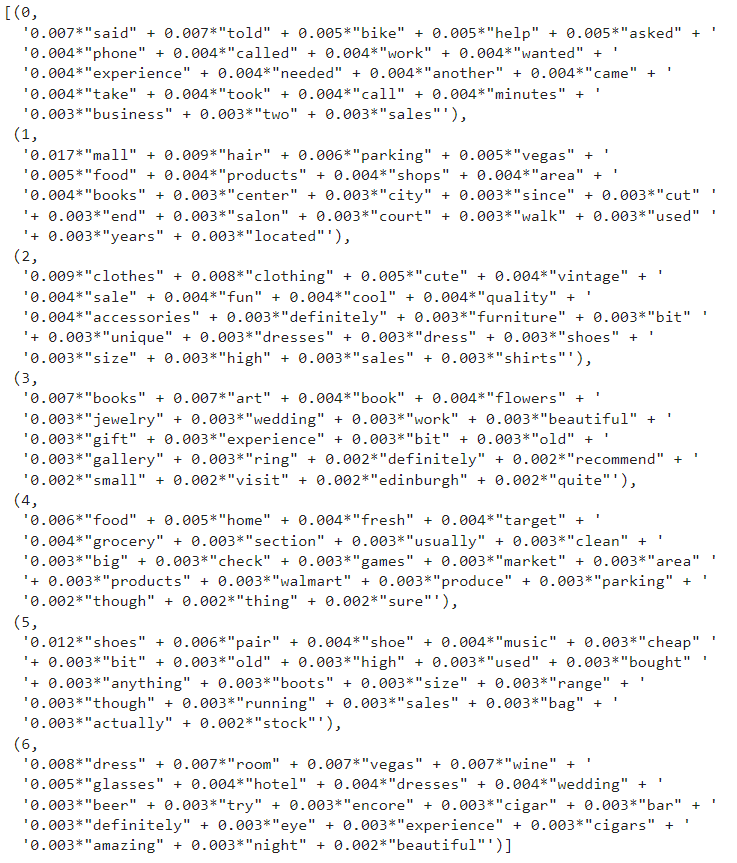 [(0,
'0.007*"said" + 0.007*"told" + 0.005*"bike" + 0.005*"help" + 0.005*"asked" + '
'0.004*"phone" + 0.004*"called" + 0.004*"work" + 0.004*"wanted" + '
'0.004*"experience" + 0.004*"needed" + 0.004*"another" + 0.004*"came" + '
'0.004*"take" + 0.004*"took" + 0.004*"call" + 0.004*"minutes" + '
'0.003*"business" + 0.003*"two" + 0.003*"sales"'),
(1,
'0.017*"mall" + 0.009*"hair" + 0.006*"parking" + 0.005*"vegas" + '
'0.005*"food" + 0.004*"products" + 0.004*"shops" + 0.004*"area" + '
'0.004*"books" + 0.003*"center" + 0.003*"city" + 0.003*"since" + 0.003*"cut" '
'+ 0.003*"end" + 0.003*"salon" + 0.003*"court" + 0.003*"walk" + 0.003*"used" '
'+ 0.003*"years" + 0.003*"located"'),
(2,
'0.009*"clothes" + 0.008*"clothing" + 0.005*"cute" + 0.004*"vintage" + '
'0.004*"sale" + 0.004*"fun" + 0.004*"cool" + 0.004*"quality" + '
'0.004*"accessories" + 0.003*"definitely" + 0.003*"furniture" + 0.003*"bit" '
'+ 0.003*"unique" + 0.003*"dresses" + 0.003*"dress" + 0.003*"shoes" + '
'0.003*"size" + 0.003*"high" + 0.003*"sales" + 0.003*"shirts"'),
(3,
'0.007*"books" + 0.007*"art" + 0.004*"book" + 0.004*"flowers" + '
'0.003*"jewelry" + 0.003*"wedding" + 0.003*"work" + 0.003*"beautiful" + '
'0.003*"gift" + 0.003*"experience" + 0.003*"bit" + 0.003*"old" + '
'0.003*"gallery" + 0.003*"ring" + 0.002*"definitely" + 0.002*"recommend" + '
'0.002*"small" + 0.002*"visit" + 0.002*"edinburgh" + 0.002*"quite"'),
(4,
'0.006*"food" + 0.005*"home" + 0.004*"fresh" + 0.004*"target" + '
'0.004*"grocery" + 0.003*"section" + 0.003*"usually" + 0.003*"clean" + '
'0.003*"big" + 0.003*"check" + 0.003*"games" + 0.003*"market" + 0.003*"area" '
'+ 0.003*"products" + 0.003*"walmart" + 0.003*"produce" + 0.003*"parking" + '
'0.002*"though" + 0.002*"thing" + 0.002*"sure"'),
(5,
'0.012*"shoes" + 0.006*"pair" + 0.004*"shoe" + 0.004*"music" + 0.003*"cheap" '
'+ 0.003*"bit" + 0.003*"old" + 0.003*"high" + 0.003*"used" + 0.003*"bought" '
'+ 0.003*"anything" + 0.003*"boots" + 0.003*"size" + 0.003*"range" + '
'0.003*"though" + 0.003*"running" + 0.003*"sales" + 0.003*"bag" + '
'0.003*"actually" + 0.002*"stock"'),
(6,
'0.008*"dress" + 0.007*"room" + 0.007*"vegas" + 0.007*"wine" + '
'0.005*"glasses" + 0.004*"hotel" + 0.004*"dresses" + 0.004*"wedding" + '
'0.003*"beer" + 0.003*"try" + 0.003*"encore" + 0.003*"cigar" + 0.003*"bar" + '
'0.003*"definitely" + 0.003*"eye" + 0.003*"experience" + 0.003*"cigars" + '
'0.003*"amazing" + 0.003*"night" + 0.002*"beautiful"')]